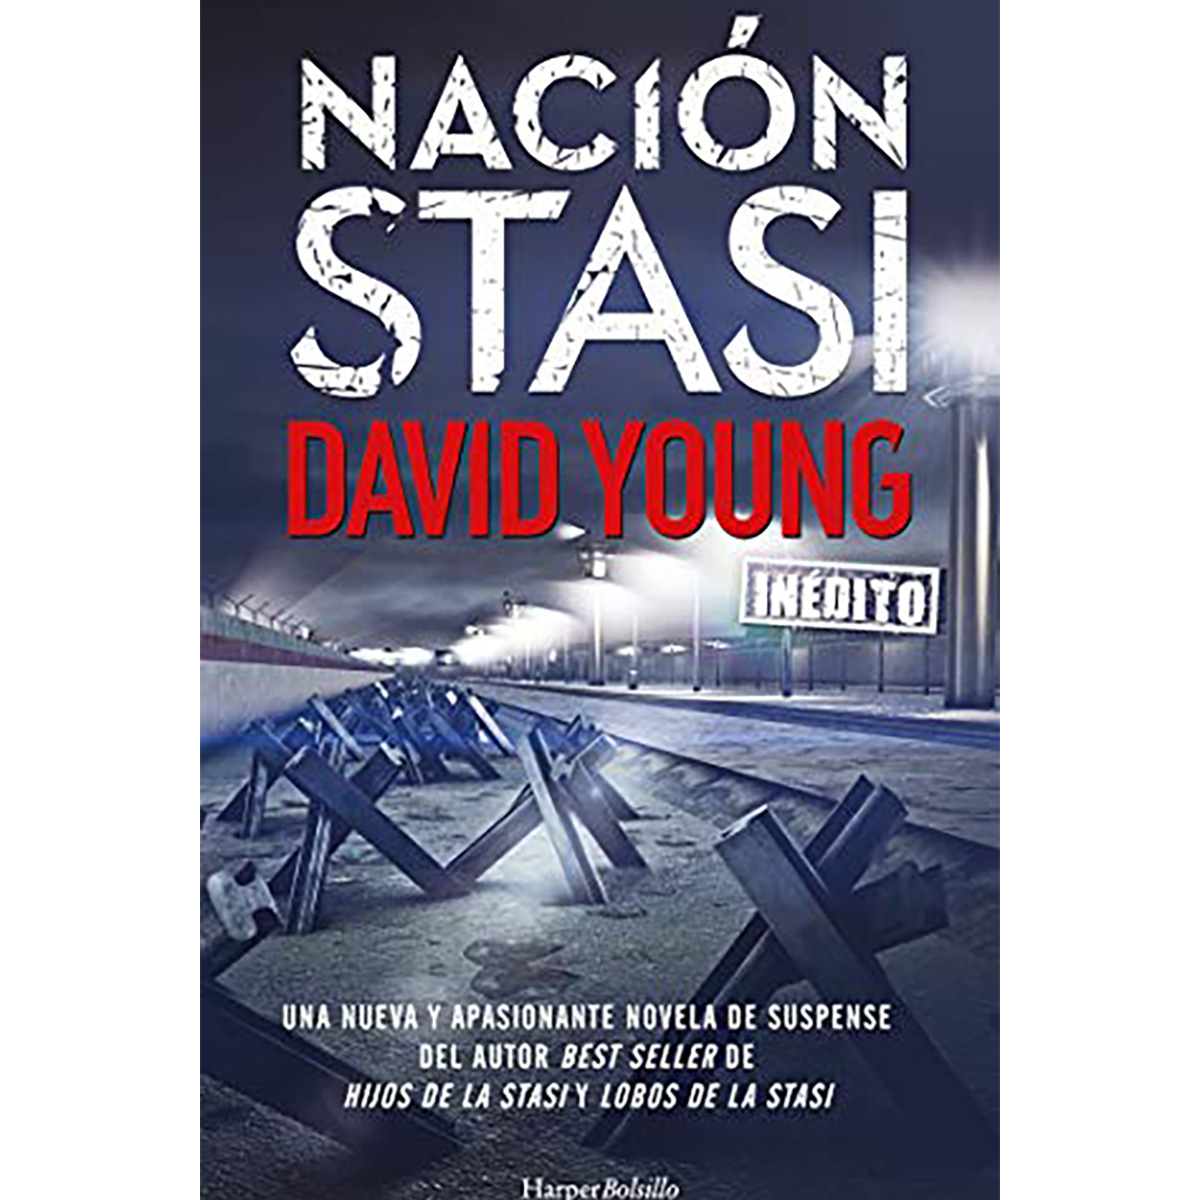 NACIÓN
STASI
DAVID YOUNG
INÉDITO
UNA NUEVA Y APASIONANTE NOVELA DE SUSPENSE
DEL AUTOR BEST SELLER DE
HIJOS DE LA STASI Y LOBOS DE LA STASI
HarperBolsillo